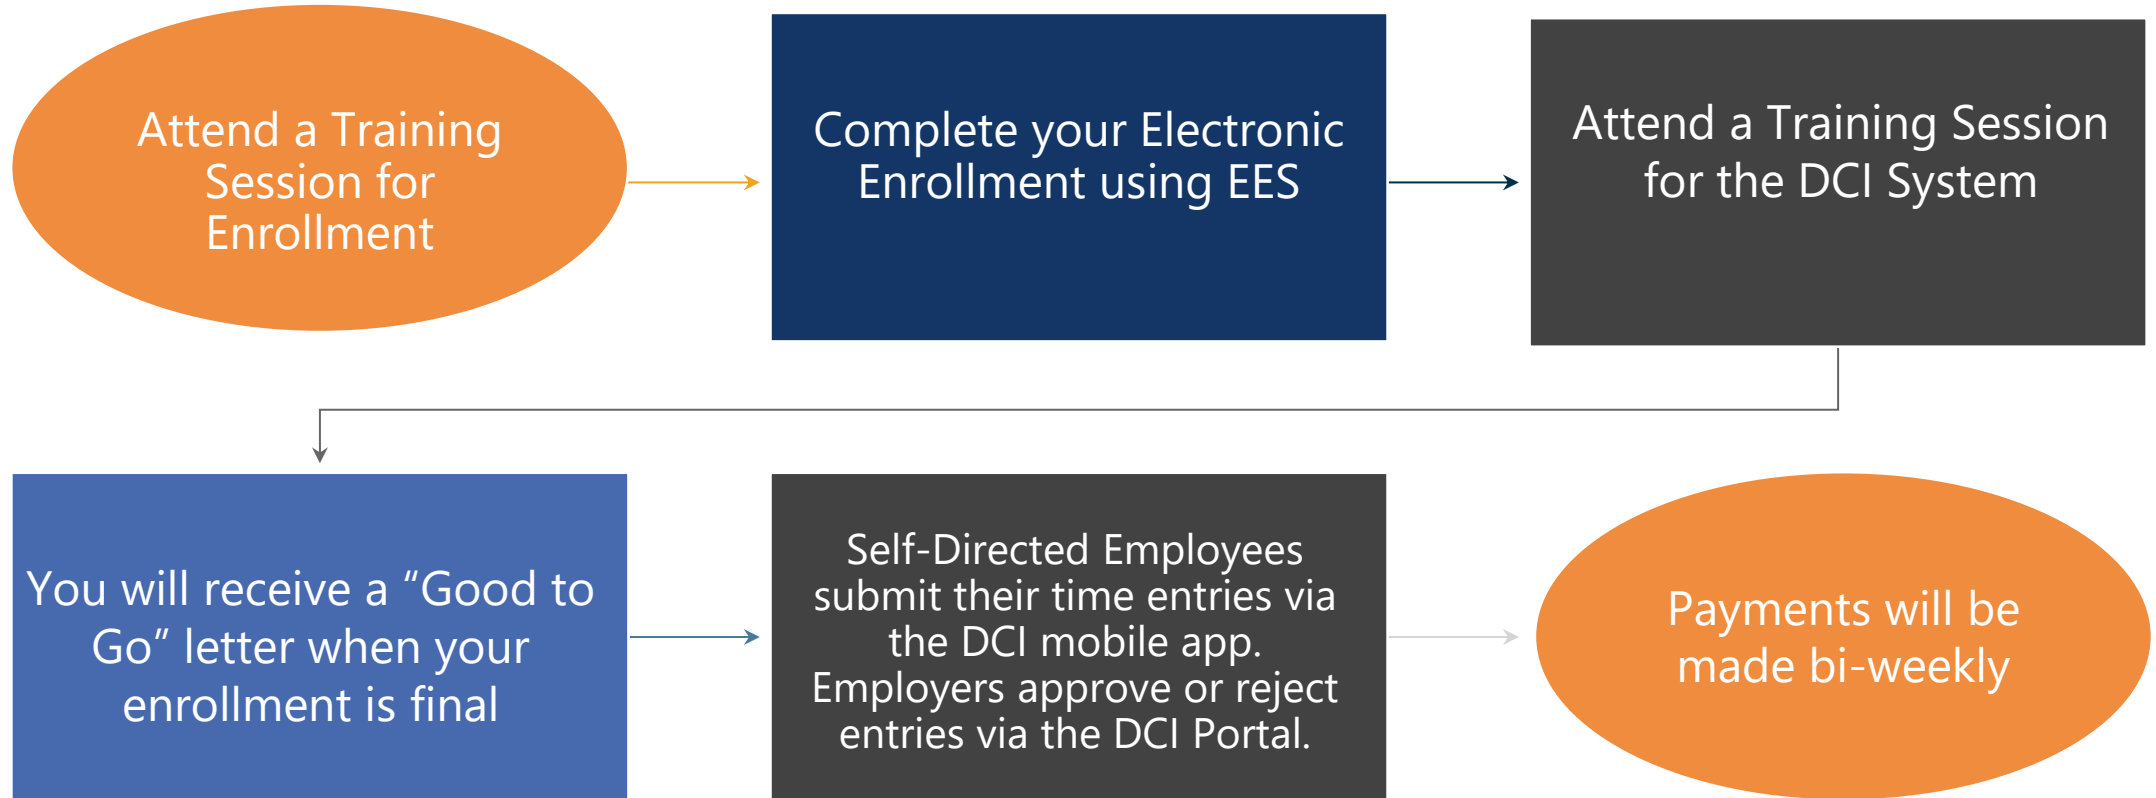 Attend a Training
Session for
Enrollment
Complete your Electronic
Enrollment using EES
Attend a Training Session
for the DCI System
You will receive a “Good to
Go” letter when your
enrollment is final
Self-Directed Employees
submit their time entries via
the DCI mobile app.
Employers approve or reject
entries via the DCI Portal.
Payments will be
made bi-weekly